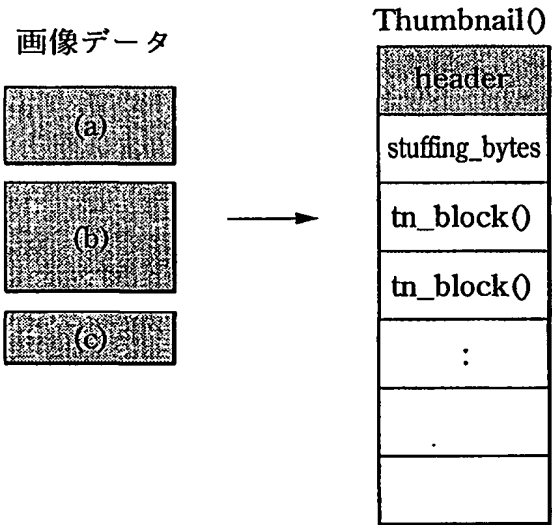 画像データ
(a)
(b)
(c)
Thumbnail()
header
stuffing_bytes
tn_block()
tn_block()
: